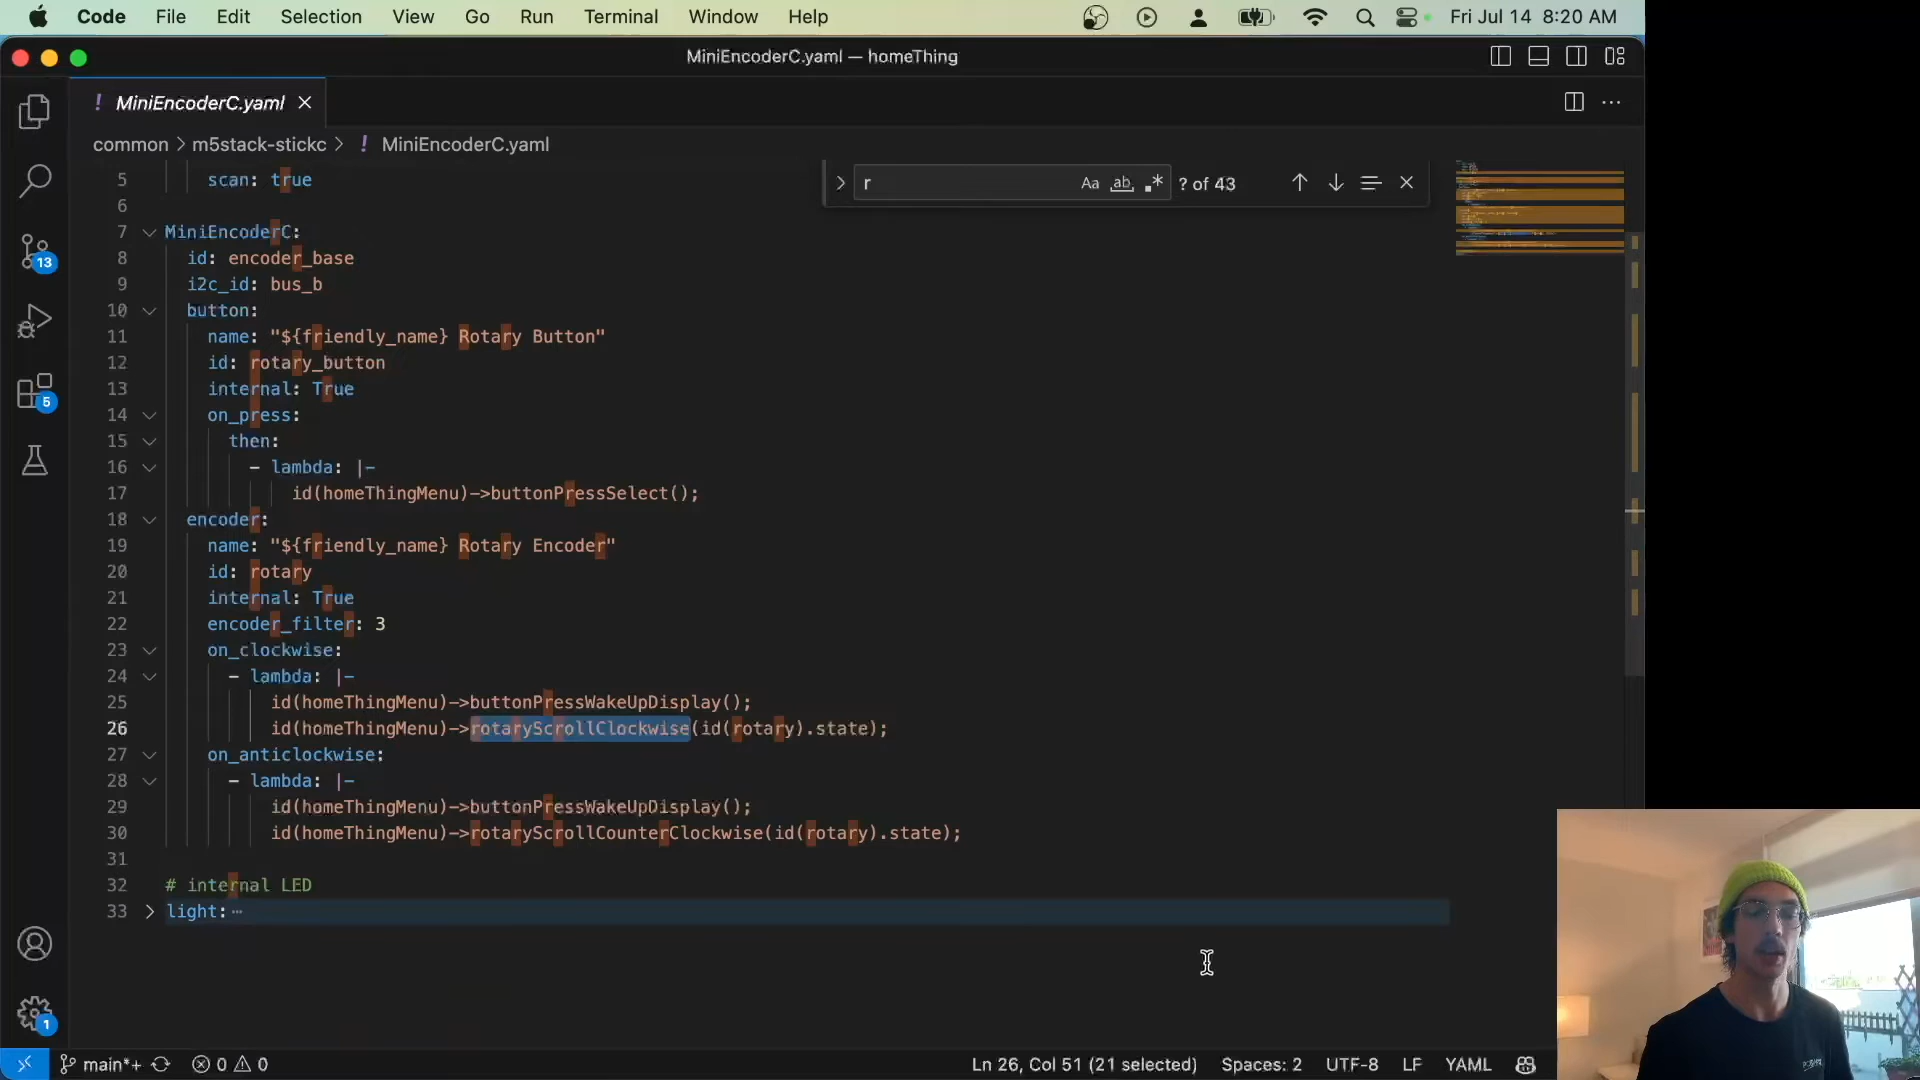 Code File Edit Selection View Go Run Terminal Window Help Fri Jul 14 8:20 AM
MiniEncoderC.yaml — homeThing
! MiniEncoderC.yaml
common > m5stack-stickc > ! MiniEncoderC.yaml
r Aa ab .* ? of 43
5 scan: true
6
7 MiniEncoderC:
8 id: encoder_base
9 i2c_id: bus_b
10 button:
11 name: "${friendly_name} Rotary Button"
12 id: rotary_button
13 internal: True
14 on_press:
15 then:
16 - lambda: |-
17 id(homeThingMenu)->buttonPressSelect();
18 encoder:
19 name: "${friendly_name} Rotary Encoder"
20 id: rotary
21 internal: True
22 encoder_filter: 3
23 on_clockwise:
24 - lambda: |-
25 id(homeThingMenu)->buttonPressWakeUpDisplay();
26 id(homeThingMenu)->rotaryScrollClockwise(id(rotary).state);
27 on_anticlockwise:
28 - lambda: |-
29 id(homeThingMenu)->buttonPressWakeUpDisplay();
30 id(homeThingMenu)->rotaryScrollCounterClockwise(id(rotary).state);
31
32 # internal LED
33 light:…
13
5
1
main*+ 0 0 Ln 26, Col 51 (21 selected) Spaces: 2 UTF-8 LF YAML